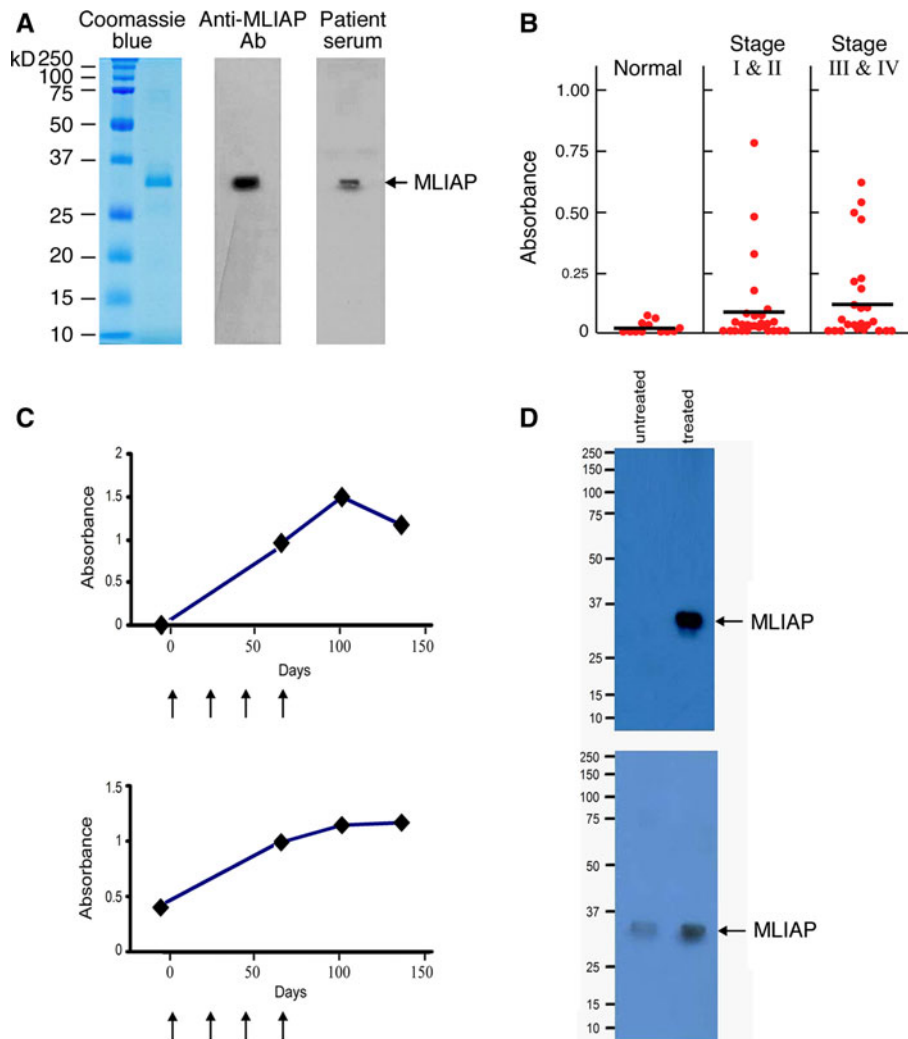 A
Coomassie blue
Anti-MLIAP Ab
Patient serum
kD
250
100
75
50
37
25
20
15
10
MLIAP
B
Normal
Stage I & II
Stage III & IV
Absorbance
1.00
0.75
0.50
0.25
0
C
Absorbance
2
1.5
1
0.5
0
0 50 100 150
Days
Absorbance
1.5
1
0.5
0
0 50 100 150
Days
D
untreated
treated
250
150
100
75
50
37
25
15
10
MLIAP
250
150
100
75
50
37
25
15
10
MLIAP